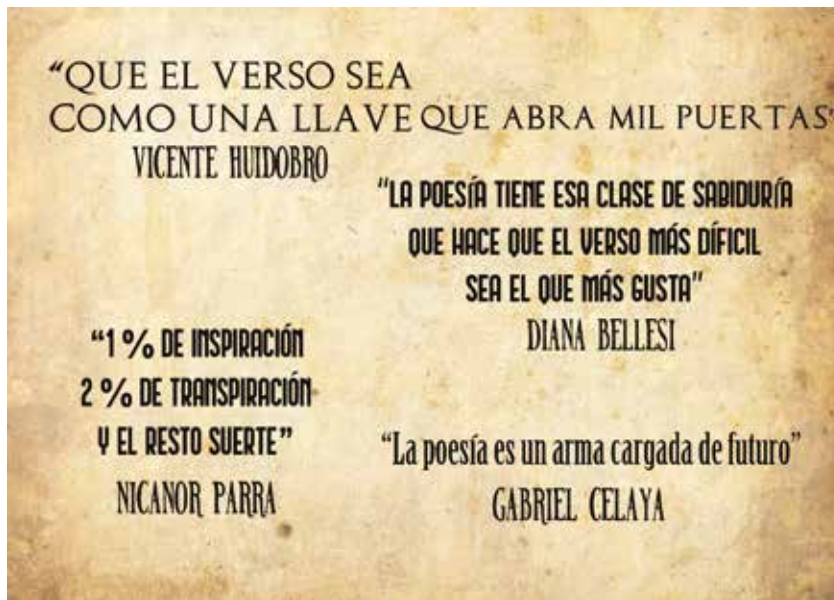 “QUE EL VERSO SEA
COMO UNA LLAVE QUE ABRA MIL PUERTAS”
VICENTE HUIDOBRO
“LA POESÍA TIENE ESA CLASE DE SABIDURÍA
QUE HACE QUE EL VERSO MÁS DÍFICIL
SEA EL QUE MÁS GUSTA”
DIANA BELLESI
“1 % DE INSPIRACIÓN
2 % DE TRANSPIRACIÓN
Y EL RESTO SUERTE”
NICANOR PARRA
“La poesía es un arma cargada de futuro”
GABRIEL CELAYA